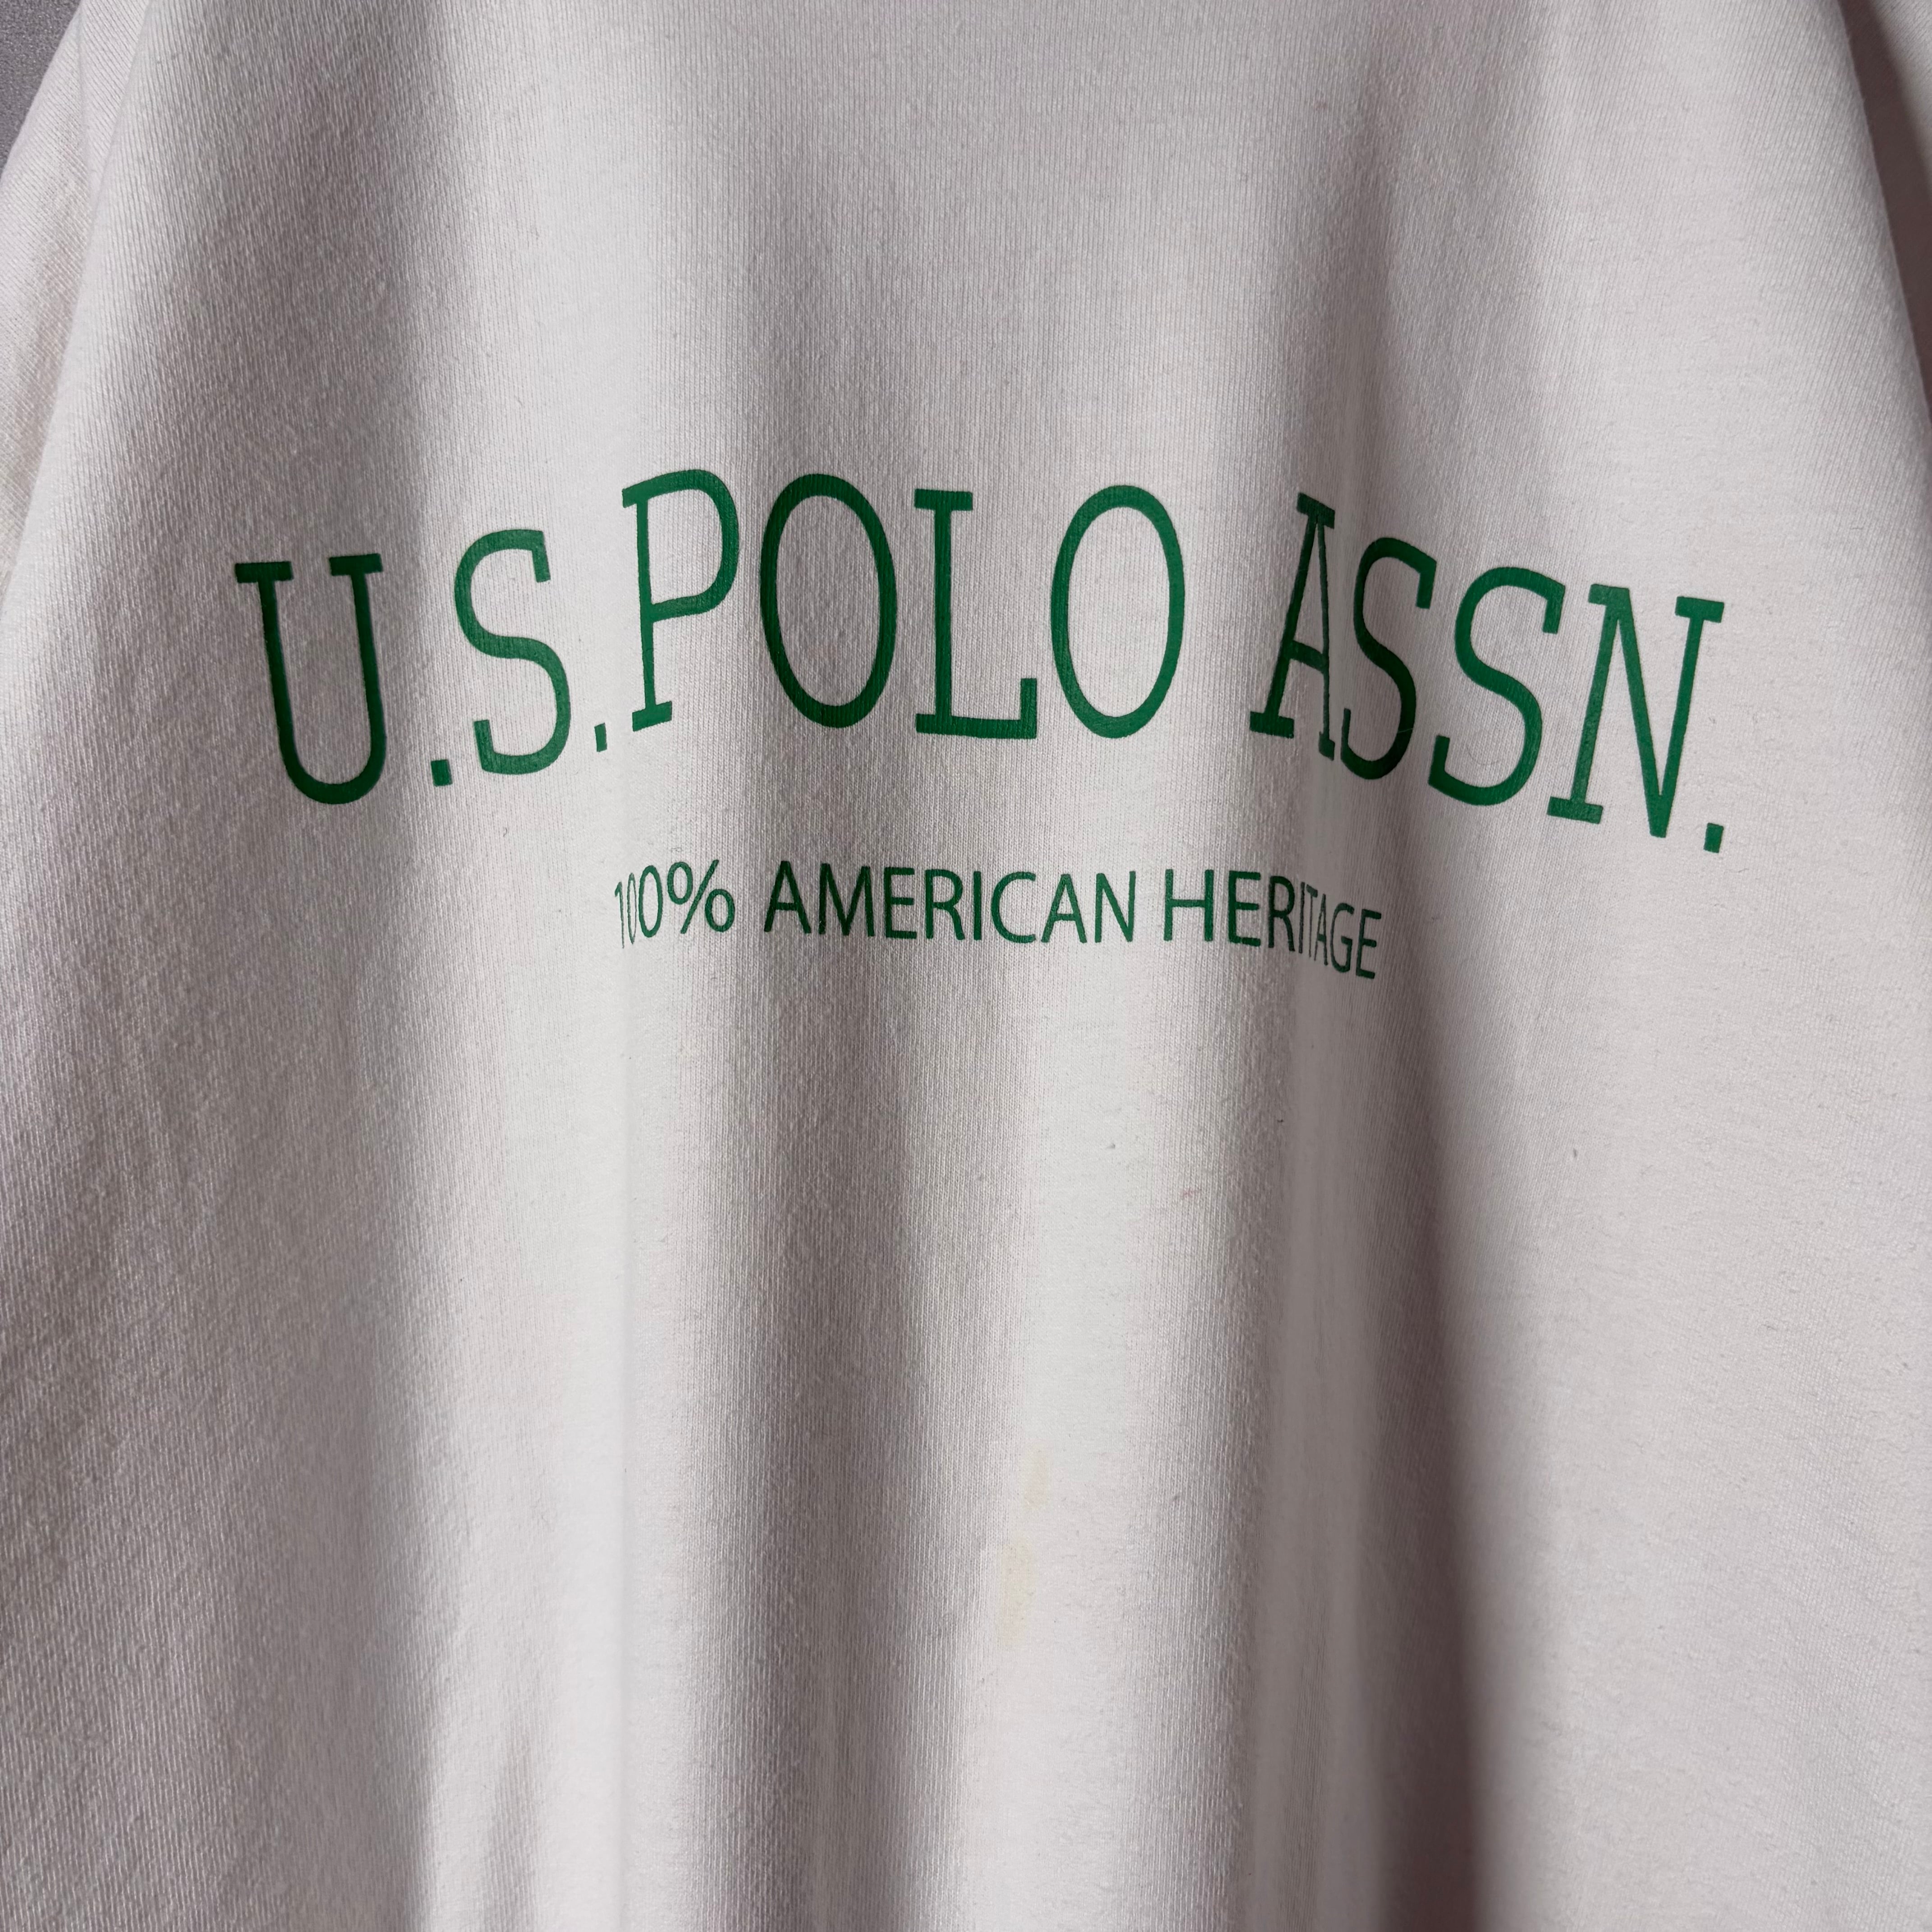 U.S.POLO ASSN.
100% AMERICAN HERITAGE